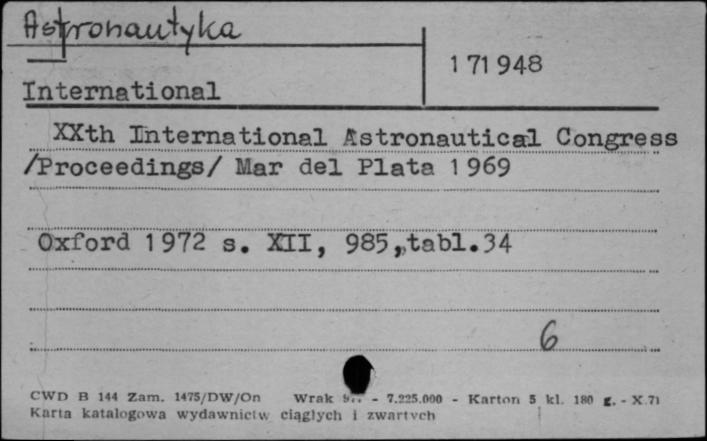 Astronautyka
171948
International
XXth International Astronautical Congress
/Proceedings/ Mar del Plata 1969
Oxford 1972 s. XII, 985, tabl.34
6
CWD B 144 Zam. 1475/DW/On Wrak - 7.225.000 - Karton 5 kl. 180 g. - X.71
Karta katalogowa wydawnictw ciągłych i zwartych